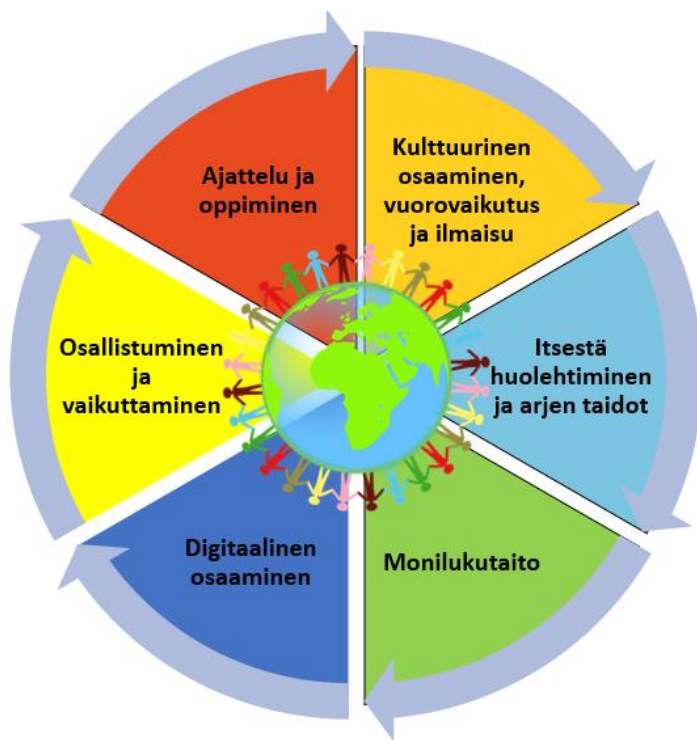 Ajattelu ja
oppiminen
Kulttuurinen
osaaminen,
vuorovaikutus
ja ilmaisu
Itsestä
huolehtiminen
ja arjen taidot
Monilukutaito
Digitaalinen
osaaminen
Osallistuminen
ja
vaikuttaminen